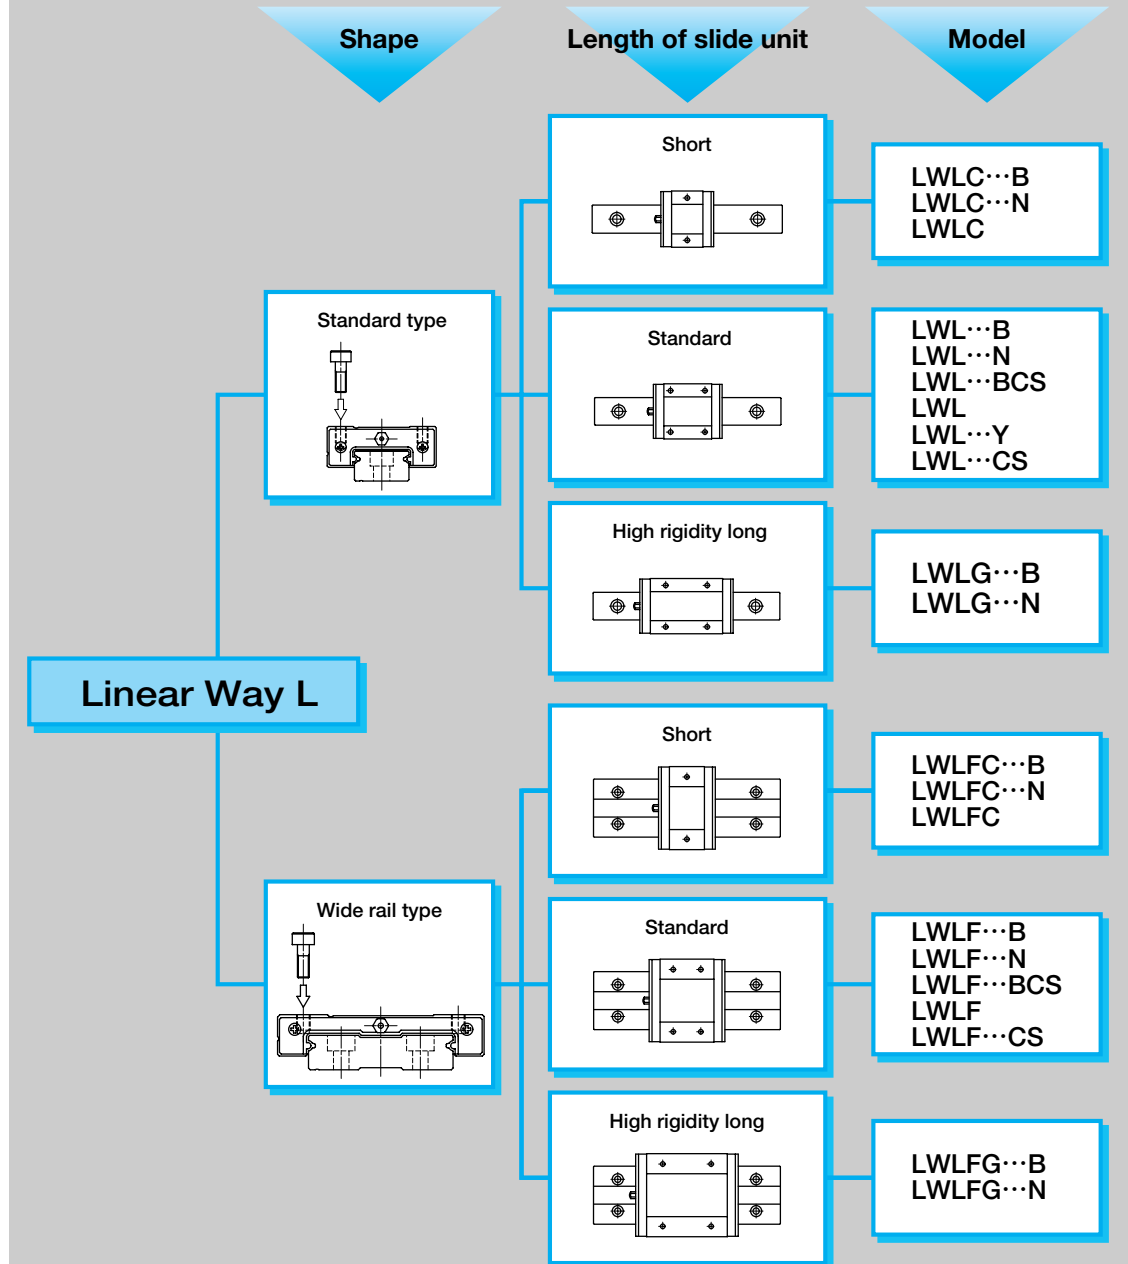 Shape
Length of slide unit
Model
Linear Way L
Standard type
Short
LWLC···B
LWLC···N
LWLC
Standard
LWL···B
LWL···N
LWL···BCS
LWL
LWL···Y
LWL···CS
High rigidity long
LWLG···B
LWLG···N
Wide rail type
Short
LWLFC···B
LWLFC···N
LWLFC
Standard
LWLF···B
LWLF···N
LWLF···BCS
LWLF
LWLF···CS
High rigidity long
LWLFG···B
LWLFG···N